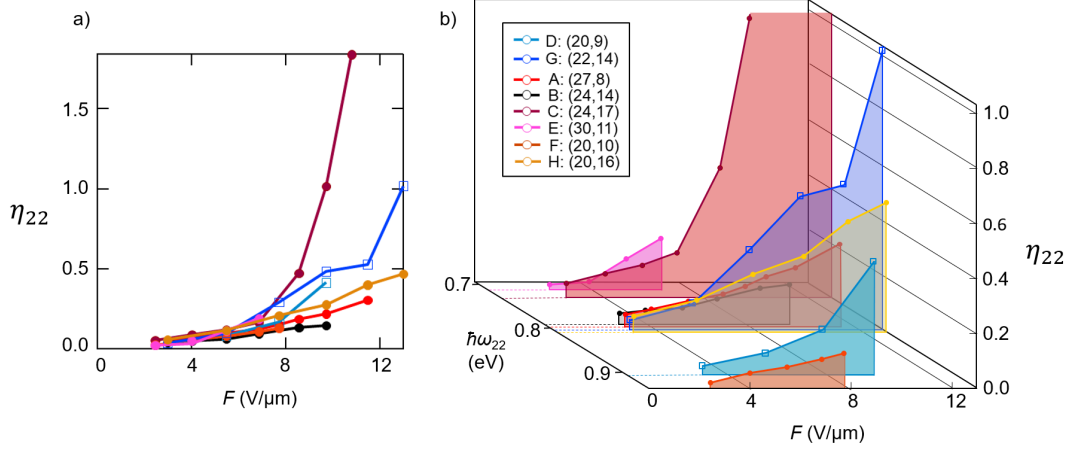 a)
η22
1.5
1.0
0.5
0.0
0
4
8
12
F (V/μm)
b)
D: (20,9)
G: (22,14)
A: (27,8)
B: (24,14)
C: (24,17)
E: (30,11)
F: (20,10)
H: (20,16)
0.7
0.8
0.9
ħω22
(eV)
0
4
8
12
F (V/μm)
1.0
0.8
0.6
0.4
0.2
0.0
η22